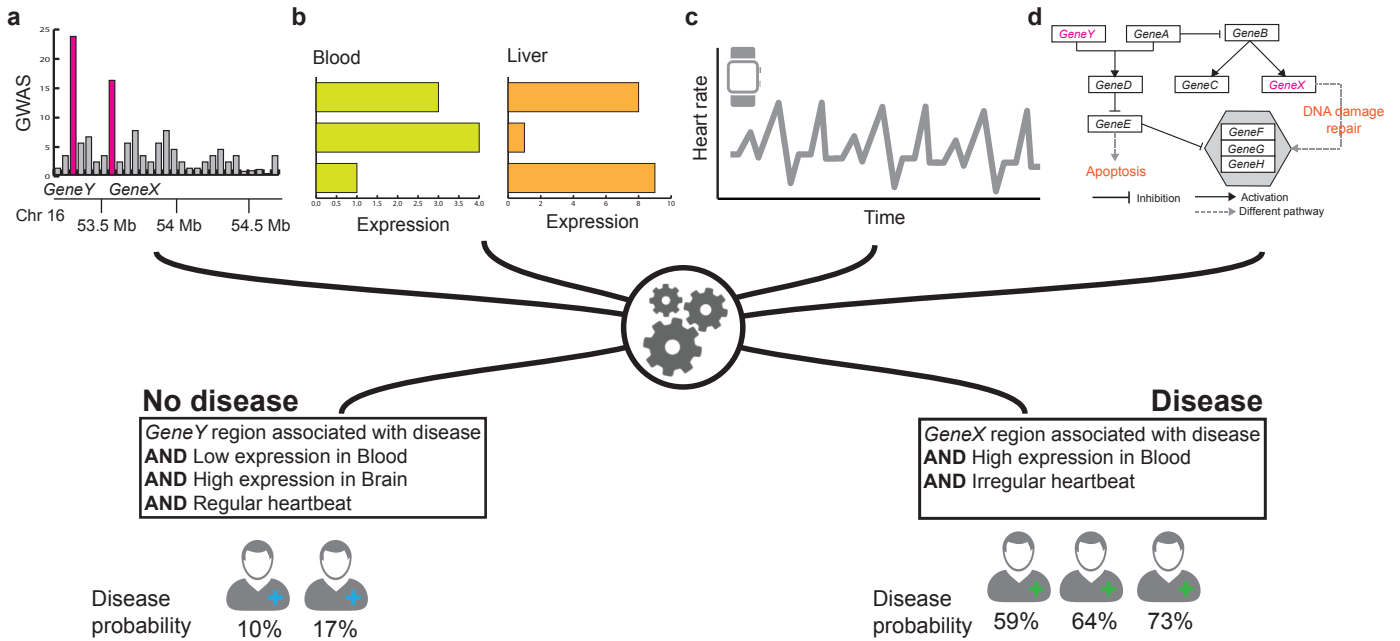 a
25
20
15
10
5
0
GWAS
GeneY GeneX
Chr 16
53.5 Mb 54 Mb 54.5 Mb
b
Blood
0.0 0.5 1.0 1.5 2.0 2.5 3.0 3.5 4.0
Expression
Liver
0 2 4 6 8 10
Expression
c
Heart rate
Time
d
GeneY
GeneA
GeneB
GeneD
GeneC
GeneX
GeneE
GeneF
GeneG
GeneH
DNA damage
repair
Apoptosis
Inhibition
Activation
Different pathway
No disease
GeneY region associated with disease
AND Low expression in Blood
AND High expression in Brain
AND Regular heartbeat
Disease
probability
10% 17%
Disease
GeneX region associated with disease
AND High expression in Blood
AND Irregular heartbeat
Disease
probability
59% 64% 73%